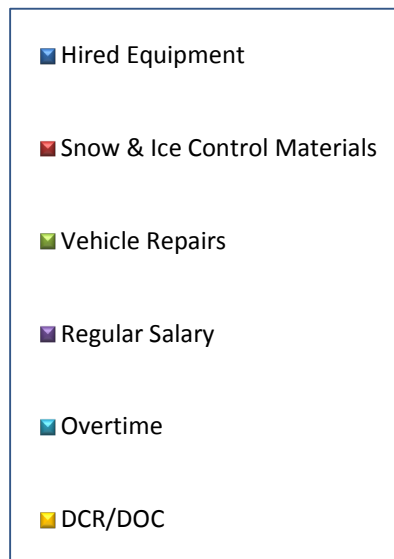 Hired Equipment
Snow & Ice Control Materials
Vehicle Repairs
Regular Salary
Overtime
DCR/DOC